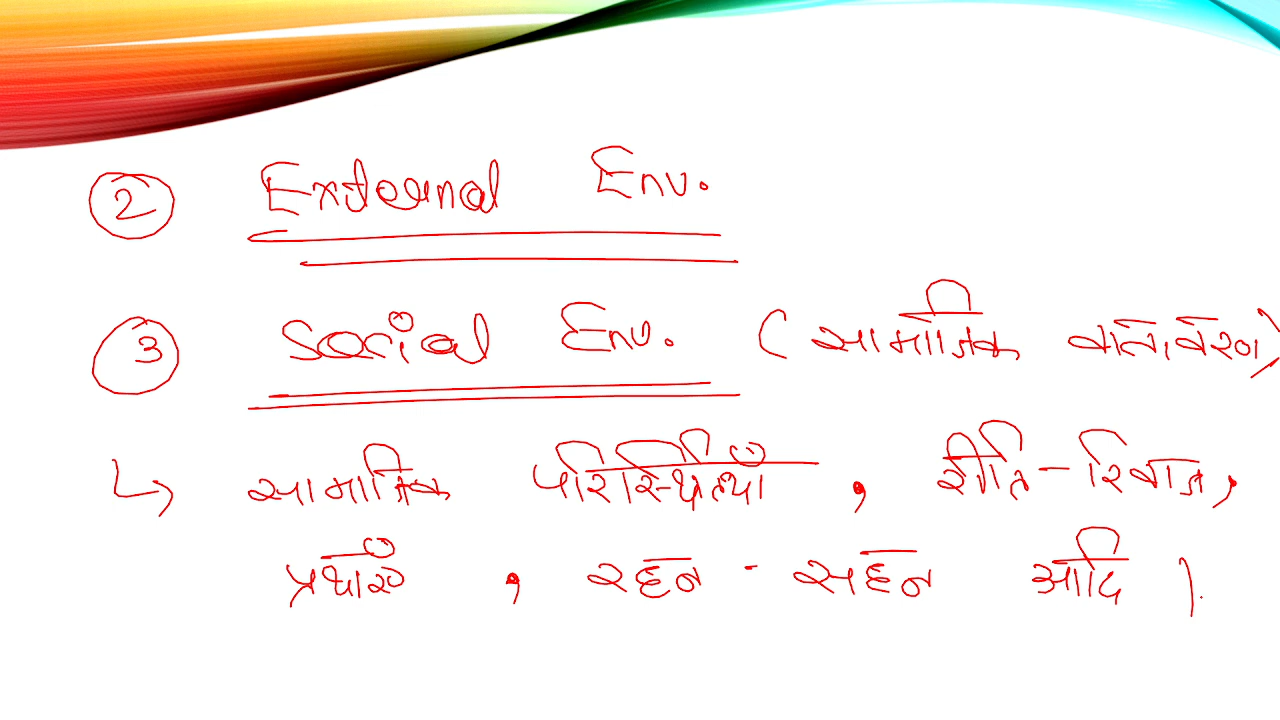 ② External Env.
③ Social Env. (सामाजिक वातावरण)
↳ सामाजिक परिस्थितियाँ, रीति-रिवाज,
प्रथाएँ, रहन-सहन आदि।